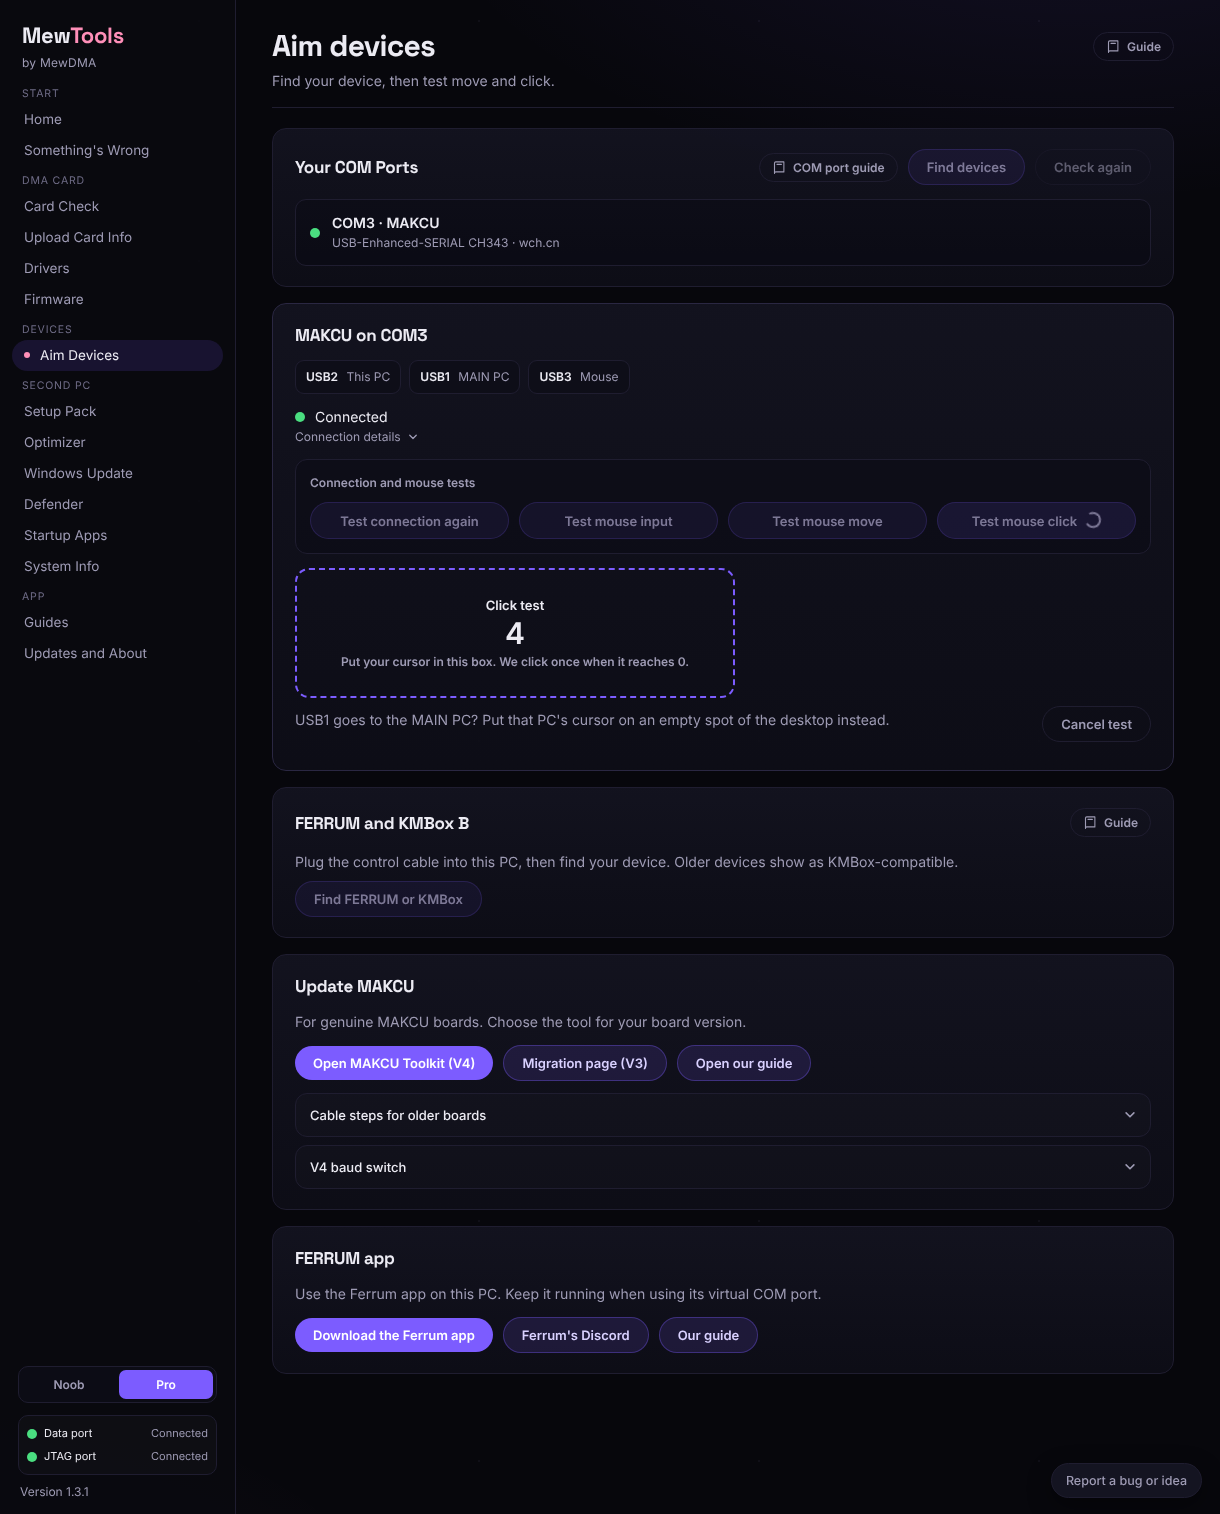 MewTools
by MewDMA
START
Home
Something's Wrong
DMA CARD
Card Check
Upload Card Info
Drivers
Firmware
DEVICES
Aim Devices
SECOND PC
Setup Pack
Optimizer
Windows Update
Defender
Startup Apps
System Info
APP
Guides
Updates and About
Noob
Pro
Data port Connected
JTAG port Connected
Version 1.3.1
Aim devices
Guide
Find your device, then test move and click.
Your COM Ports
COM port guide
Find devices
Check again
COM3 · MAKCU
USB-Enhanced-SERIAL CH343 · wch.cn
MAKCU on COM3
USB2 This PC
USB1 MAIN PC
USB3 Mouse
Connected
Connection details
Connection and mouse tests
Test connection again
Test mouse input
Test mouse move
Test mouse click
Click test
4
Put your cursor in this box. We click once when it reaches 0.
USB1 goes to the MAIN PC? Put that PC's cursor on an empty spot of the desktop instead.
Cancel test
FERRUM and KMBox B
Guide
Plug the control cable into this PC, then find your device. Older devices show as KMBox-compatible.
Find FERRUM or KMBox
Update MAKCU
For genuine MAKCU boards. Choose the tool for your board version.
Open MAKCU Toolkit (V4)
Migration page (V3)
Open our guide
Cable steps for older boards
V4 baud switch
FERRUM app
Use the Ferrum app on this PC. Keep it running when using its virtual COM port.
Download the Ferrum app
Ferrum's Discord
Our guide
Report a bug or idea